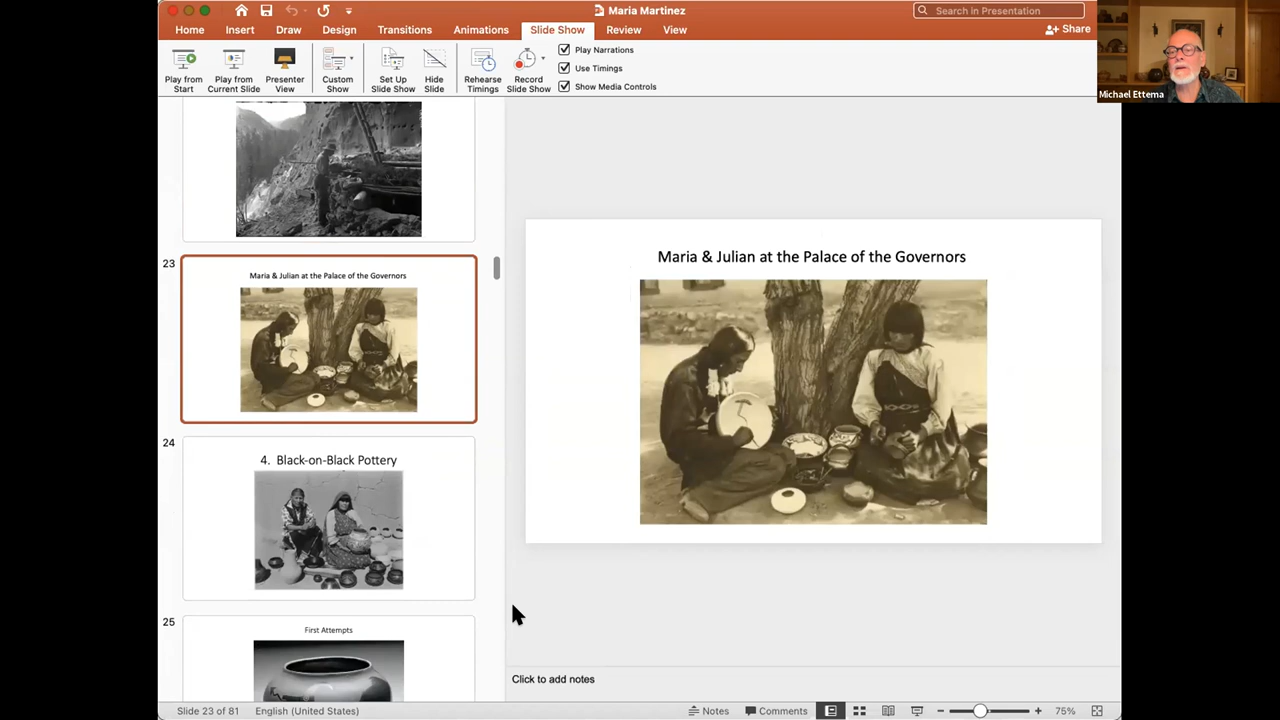 Maria Martinez
Search in Presentation
Home
Insert
Draw
Design
Transitions
Animations
Slide Show
Review
View
Share
Play from
Start
Play from
Current Slide
Presenter
View
Custom
Show
Set Up
Slide Show
Hide
Slide
Rehearse
Timings
Record
Slide Show
Play Narrations
Use Timings
Show Media Controls
Michael Ettema
23
Maria & Julian at the Palace of the Governors
24
4. Black-on-Black Pottery
25
First Attempts
Maria & Julian at the Palace of the Governors
Click to add notes
Slide 23 of 81
English (United States)
Notes
Comments
75%